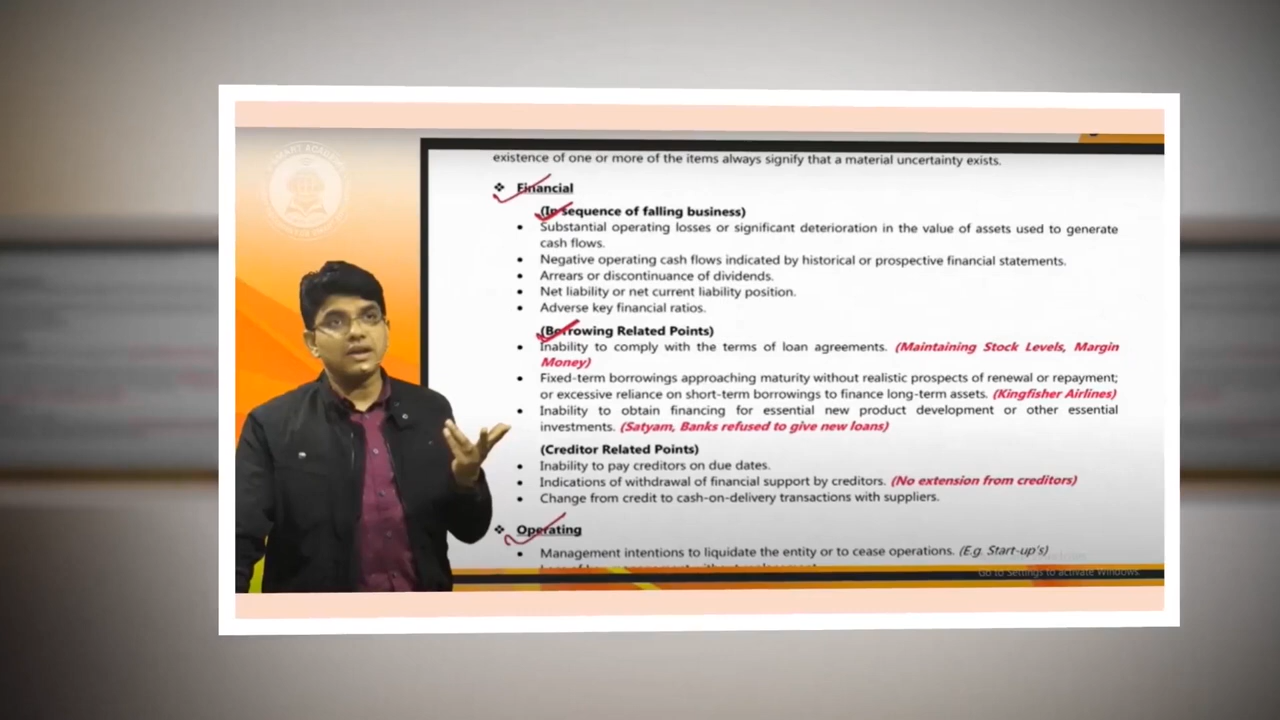 existence of one or more of the items always signify that a material uncertainty exists.
❖ Financial
(In sequence of falling business)
• Substantial operating losses or significant deterioration in the value of assets used to generate
cash flows.
• Negative operating cash flows indicated by historical or prospective financial statements.
• Arrears or discontinuance of dividends.
• Net liability or net current liability position.
• Adverse key financial ratios.
(Borrowing Related Points)
• Inability to comply with the terms of loan agreements. (Maintaining Stock Levels, Margin
Money)
• Fixed-term borrowings approaching maturity without realistic prospects of renewal or repayment;
or excessive reliance on short-term borrowings to finance long-term assets. (Kingfisher Airlines)
• Inability to obtain financing for essential new product development or other essential
investments. (Satyam, Banks refused to give new loans)
(Creditor Related Points)
• Inability to pay creditors on due dates.
• Indications of withdrawal of financial support by creditors. (No extension from creditors)
• Change from credit to cash-on-delivery transactions with suppliers.
❖ Operating
• Management intentions to liquidate the entity or to cease operations. (E.g. Start-up's)
Go to Settings to activate Windows.